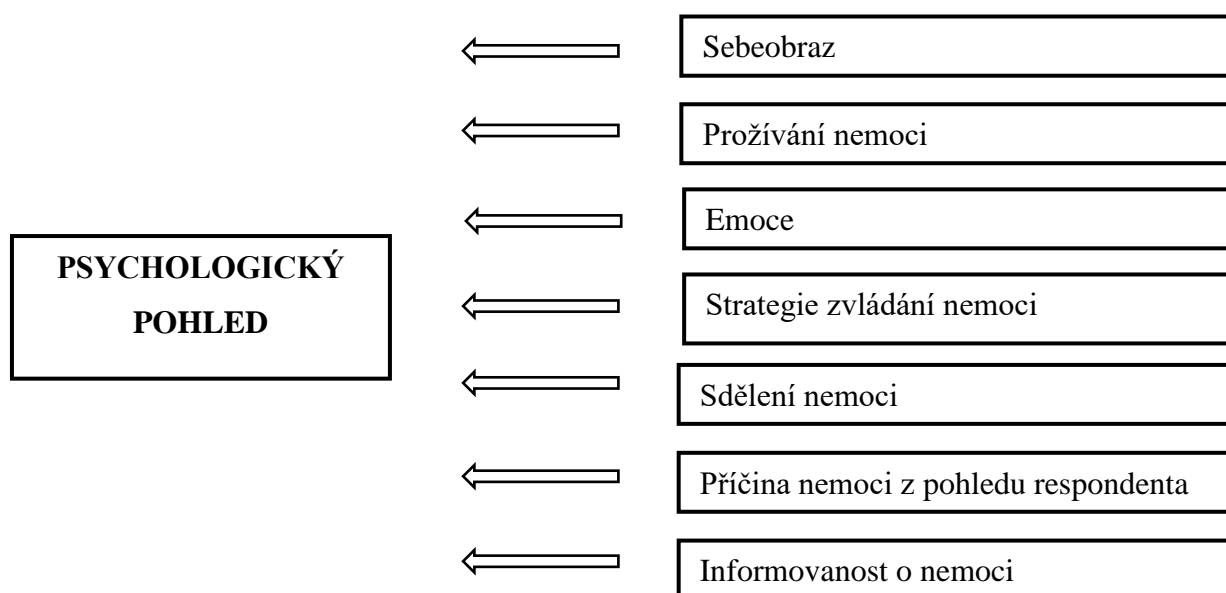 Sebeobraz
Prožívání nemoci
Emoce
PSYCHOLOGICKÝ
POHLED
Strategie zvládání nemoci
Sdělení nemoci
Příčina nemoci z pohledu respondenta
Informovanost o nemoci